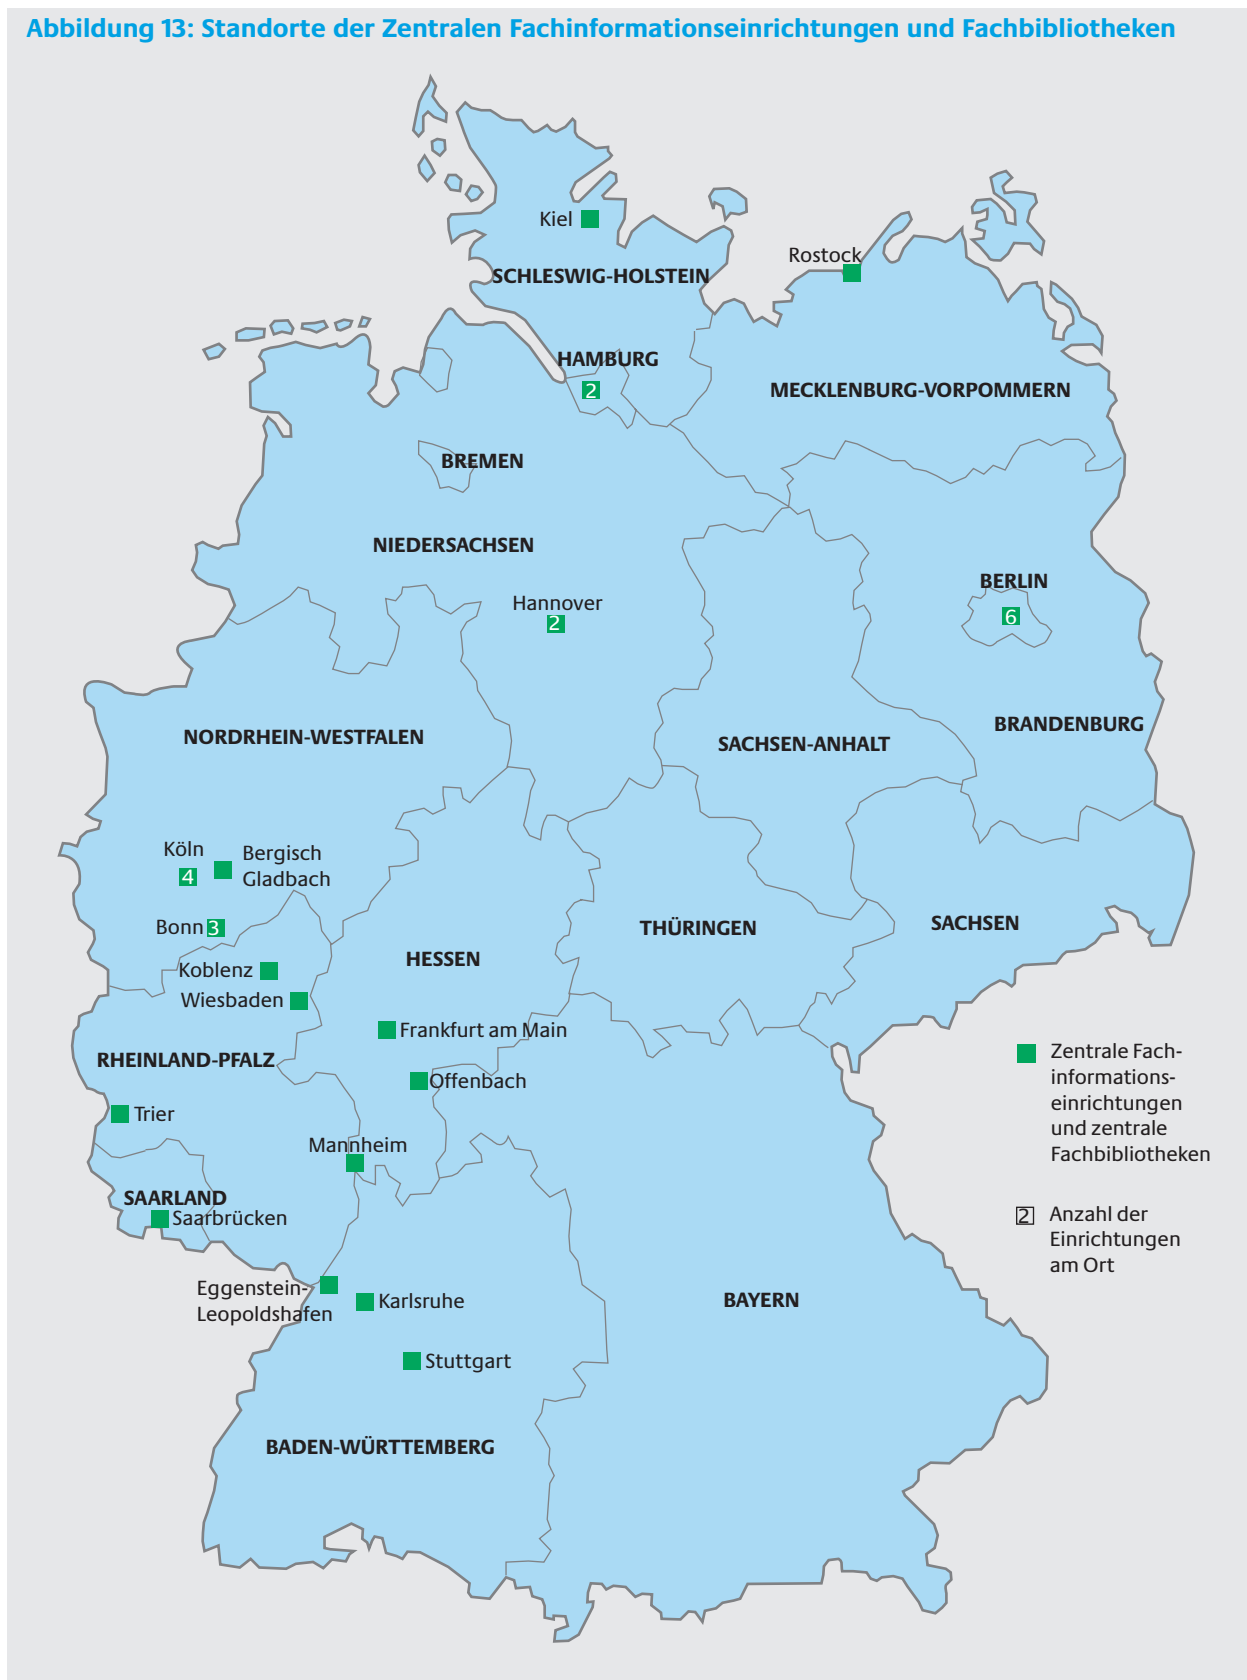 Abbildung 13: Standorte der Zentralen Fachinformationseinrichtungen und Fachbibliotheken
Kiel
Rostock
SCHLESWIG-HOLSTEIN
HAMBURG
2
MECKLENBURG-VORPOMMERN
BREMEN
NIEDERSACHSEN
BERLIN
6
Hannover
2
BRANDENBURG
NORDRHEIN-WESTFALEN
SACHSEN-ANHALT
Köln
4
Bergisch
Gladbach
Bonn 3
THÜRINGEN
SACHSEN
HESSEN
Koblenz
Wiesbaden
Frankfurt am Main
RHEINLAND-PFALZ
Offenbach
Trier
Mannheim
SAARLAND
Saarbrücken
Eggenstein-
Leopoldshafen
Karlsruhe
BAYERN
Stuttgart
BADEN-WÜRTTEMBERG
Zentrale Fach-
informations-
einrichtungen
und zentrale
Fachbibliotheken
2 Anzahl der
Einrichtungen
am Ort